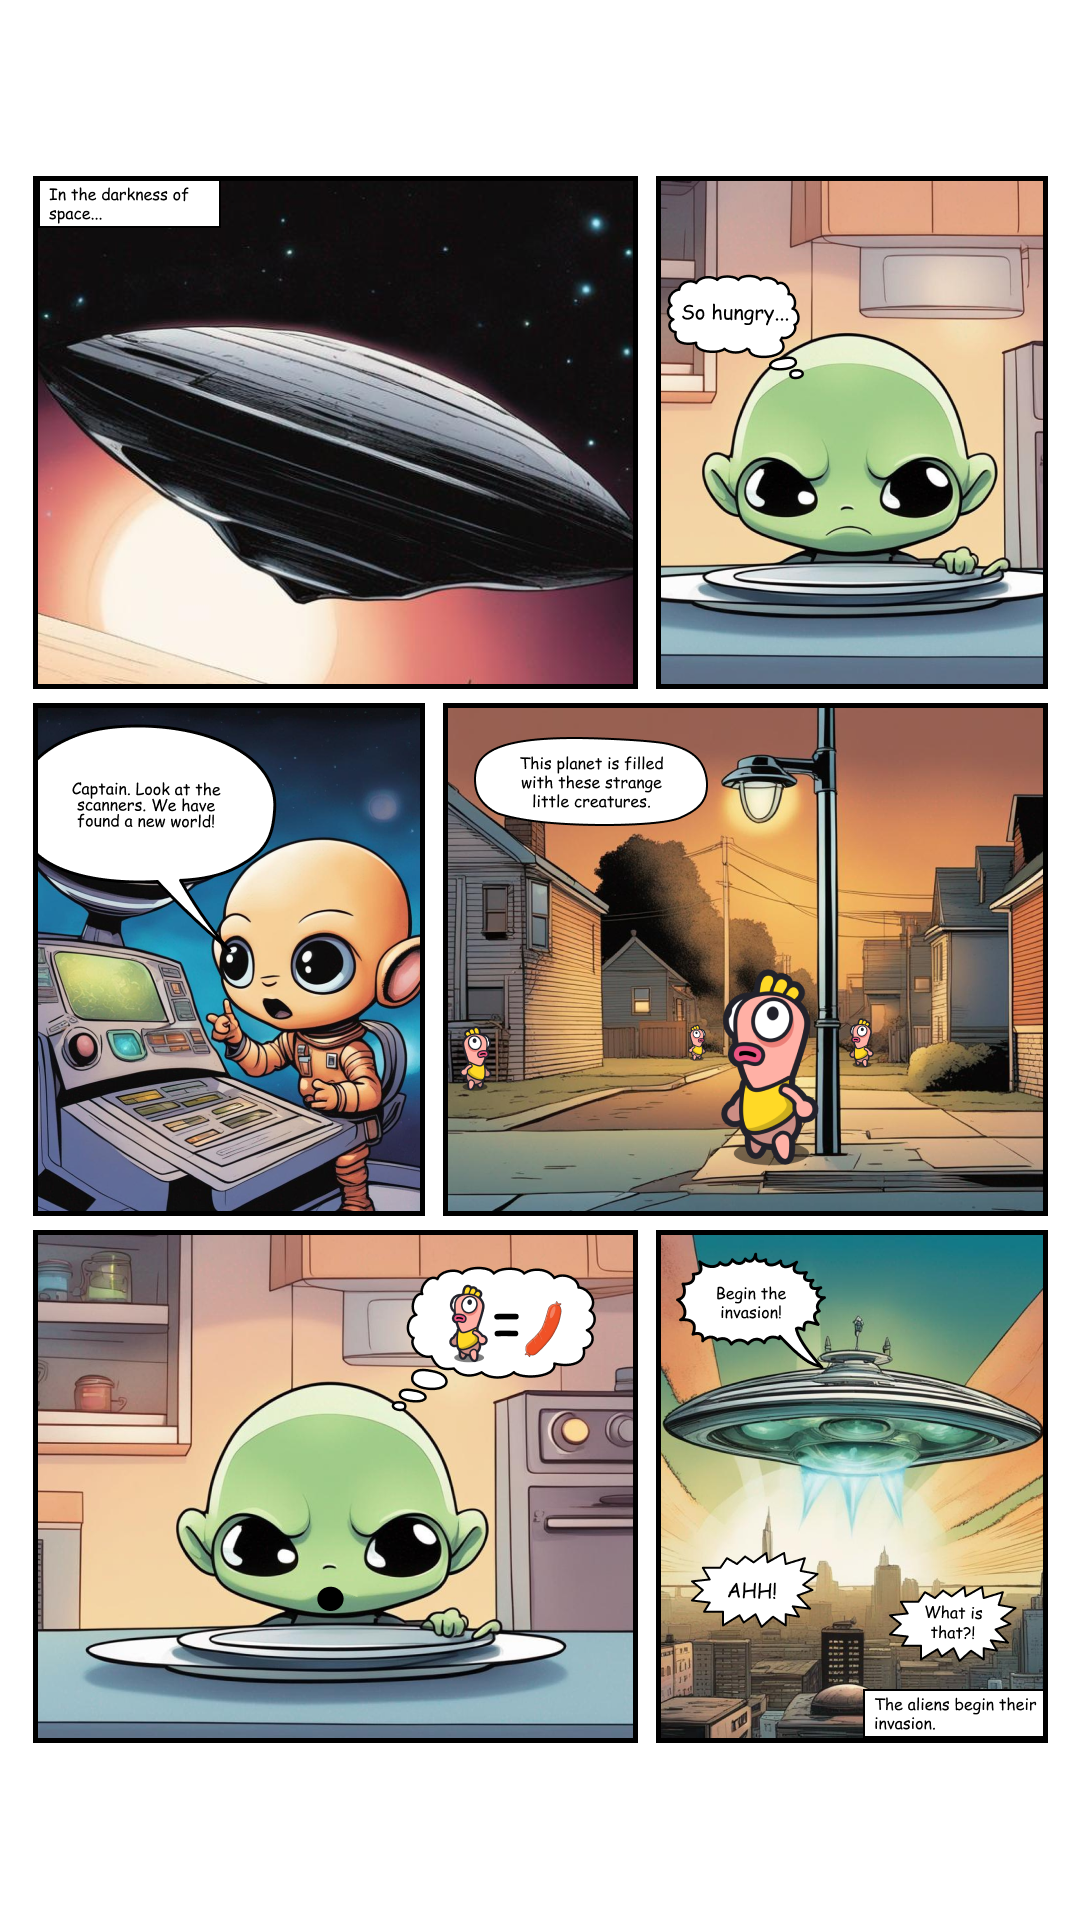 In the darkness of
space...
So hungry...
Captain. Look at the
scanners. We have
found a new world!
This planet is filled
with these strange
little creatures.
=
Begin the
invasion!
AHH!
What is
that?!
The aliens begin their
invasion.